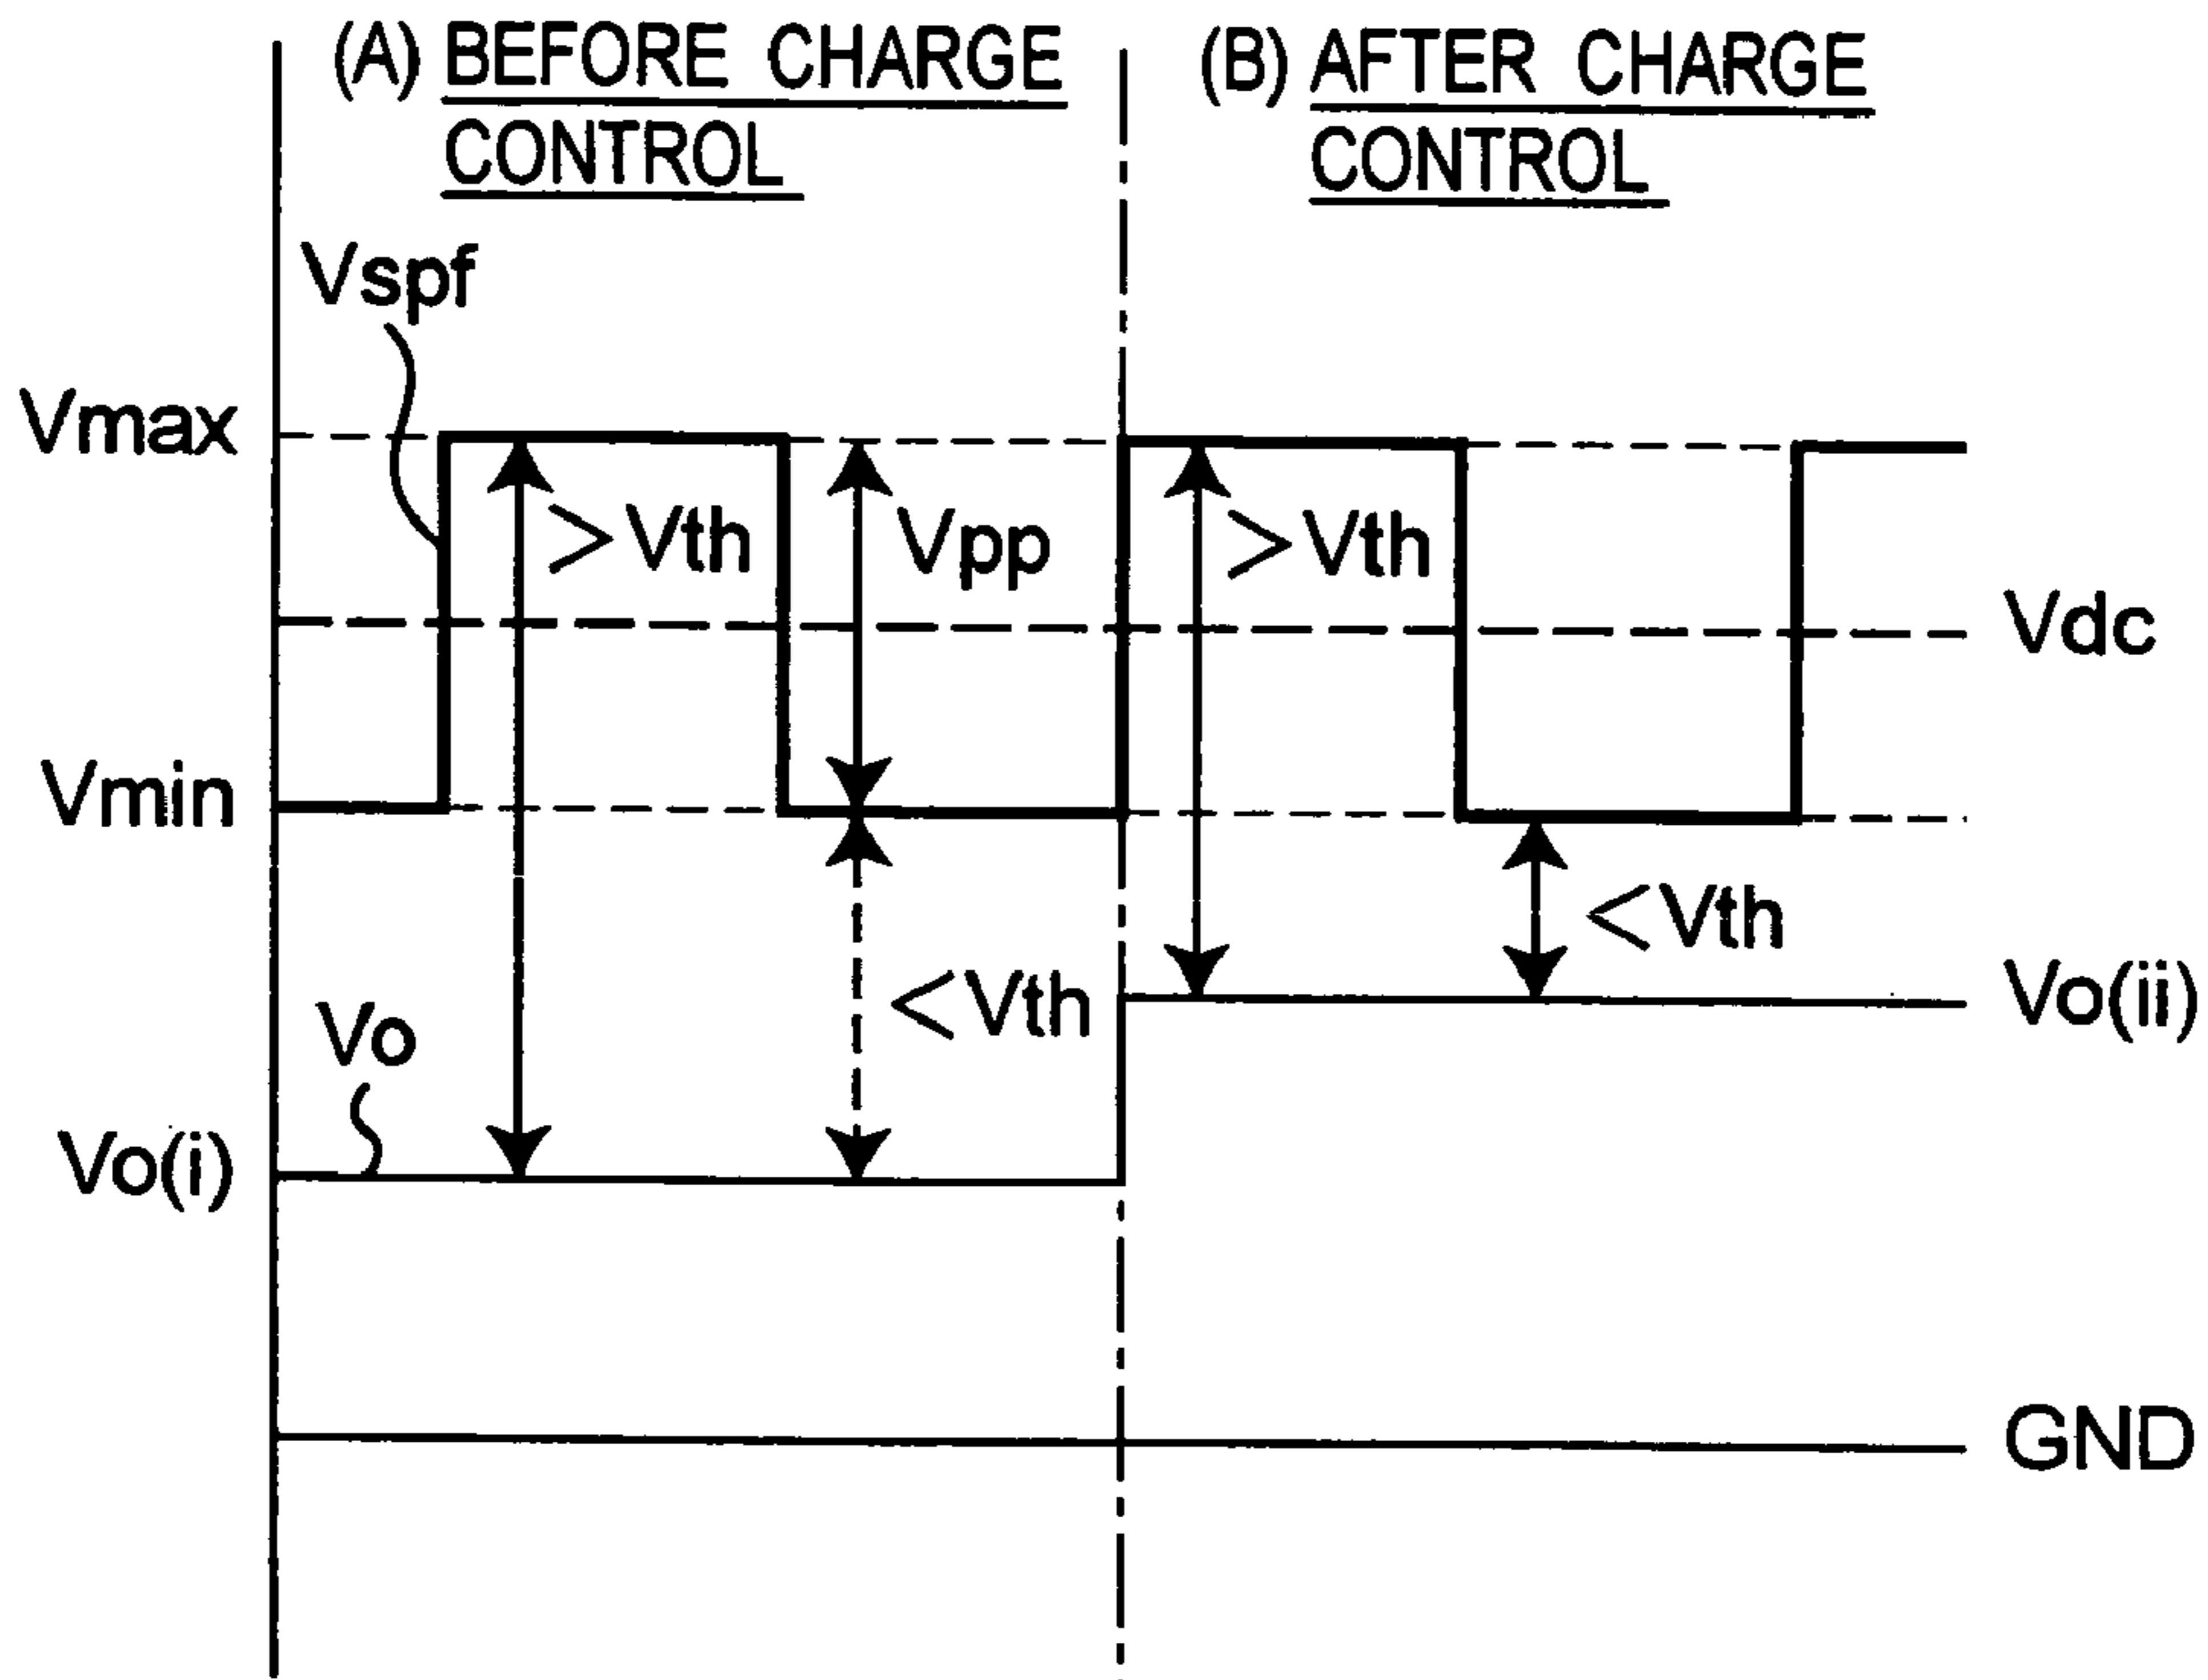 (A) BEFORE CHARGE
CONTROL
(B) AFTER CHARGE
CONTROL
Vspf
Vmax
>Vth
Vpp
>Vth
Vdc
Vmin
<Vth
<Vth
Vo(ii)
Vo
Vo(i)
GND